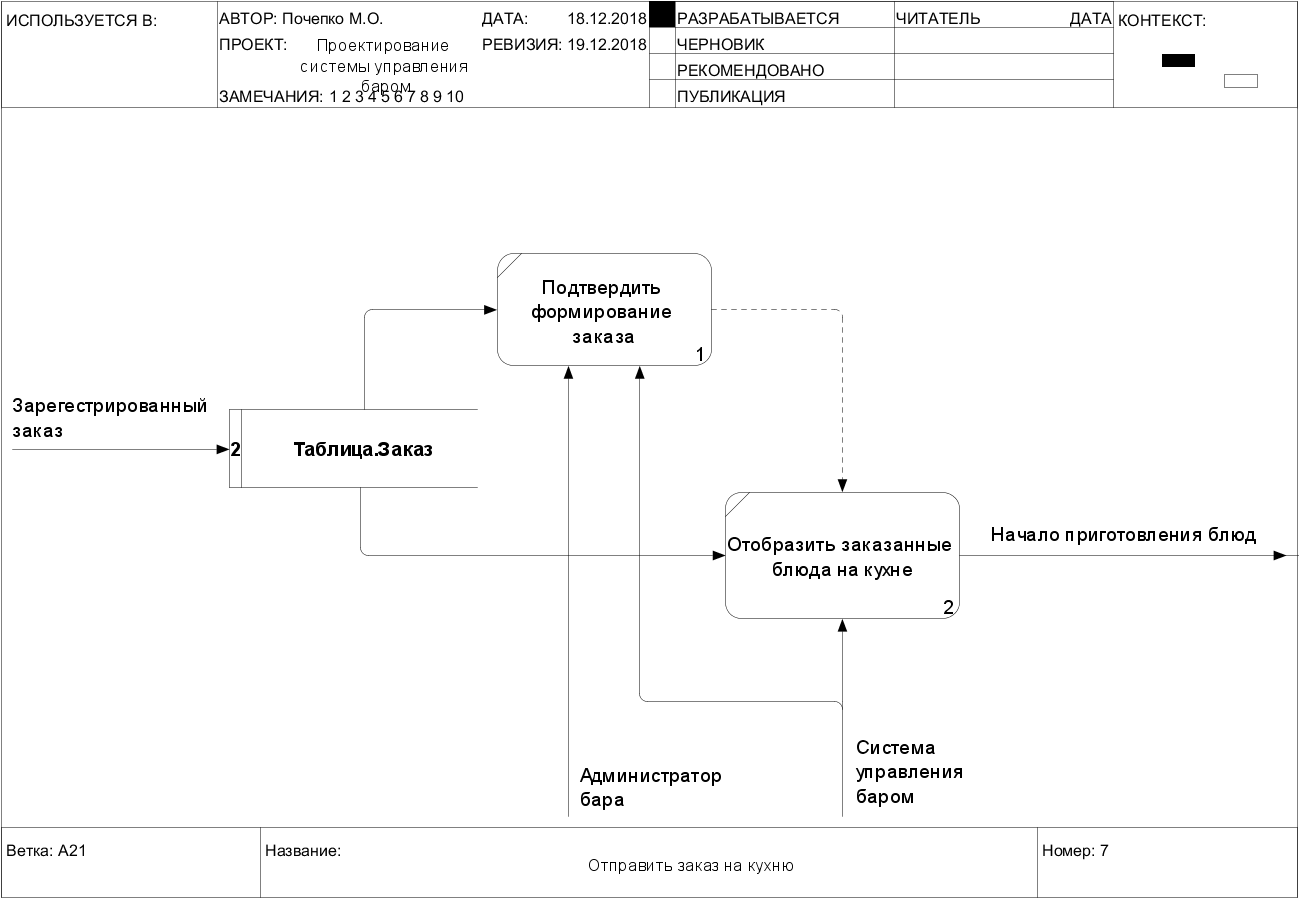 ИСПОЛЬЗУЕТСЯ В:
АВТОР: Почепко М.О.
ДАТА: 18.12.2018
ПРОЕКТ: Проектирование
системы управления
баром
РЕВИЗИЯ: 19.12.2018
ЗАМЕЧАНИЯ: 1 2 3 4 5 6 7 8 9 10
РАЗРАБАТЫВАЕТСЯ
ЧЕРНОВИК
РЕКОМЕНДОВАНО
ПУБЛИКАЦИЯ
ЧИТАТЕЛЬ ДАТА
КОНТЕКСТ:
Подтвердить
формирование
заказа
1
Зарегестрированный
заказ
2 Таблица.Заказ
Отобразить заказанные
блюда на кухне
2
Начало приготовления блюд
Администратор
бара
Система
управления
баром
Ветка: A21
Название:
Отправить заказ на кухню
Номер: 7